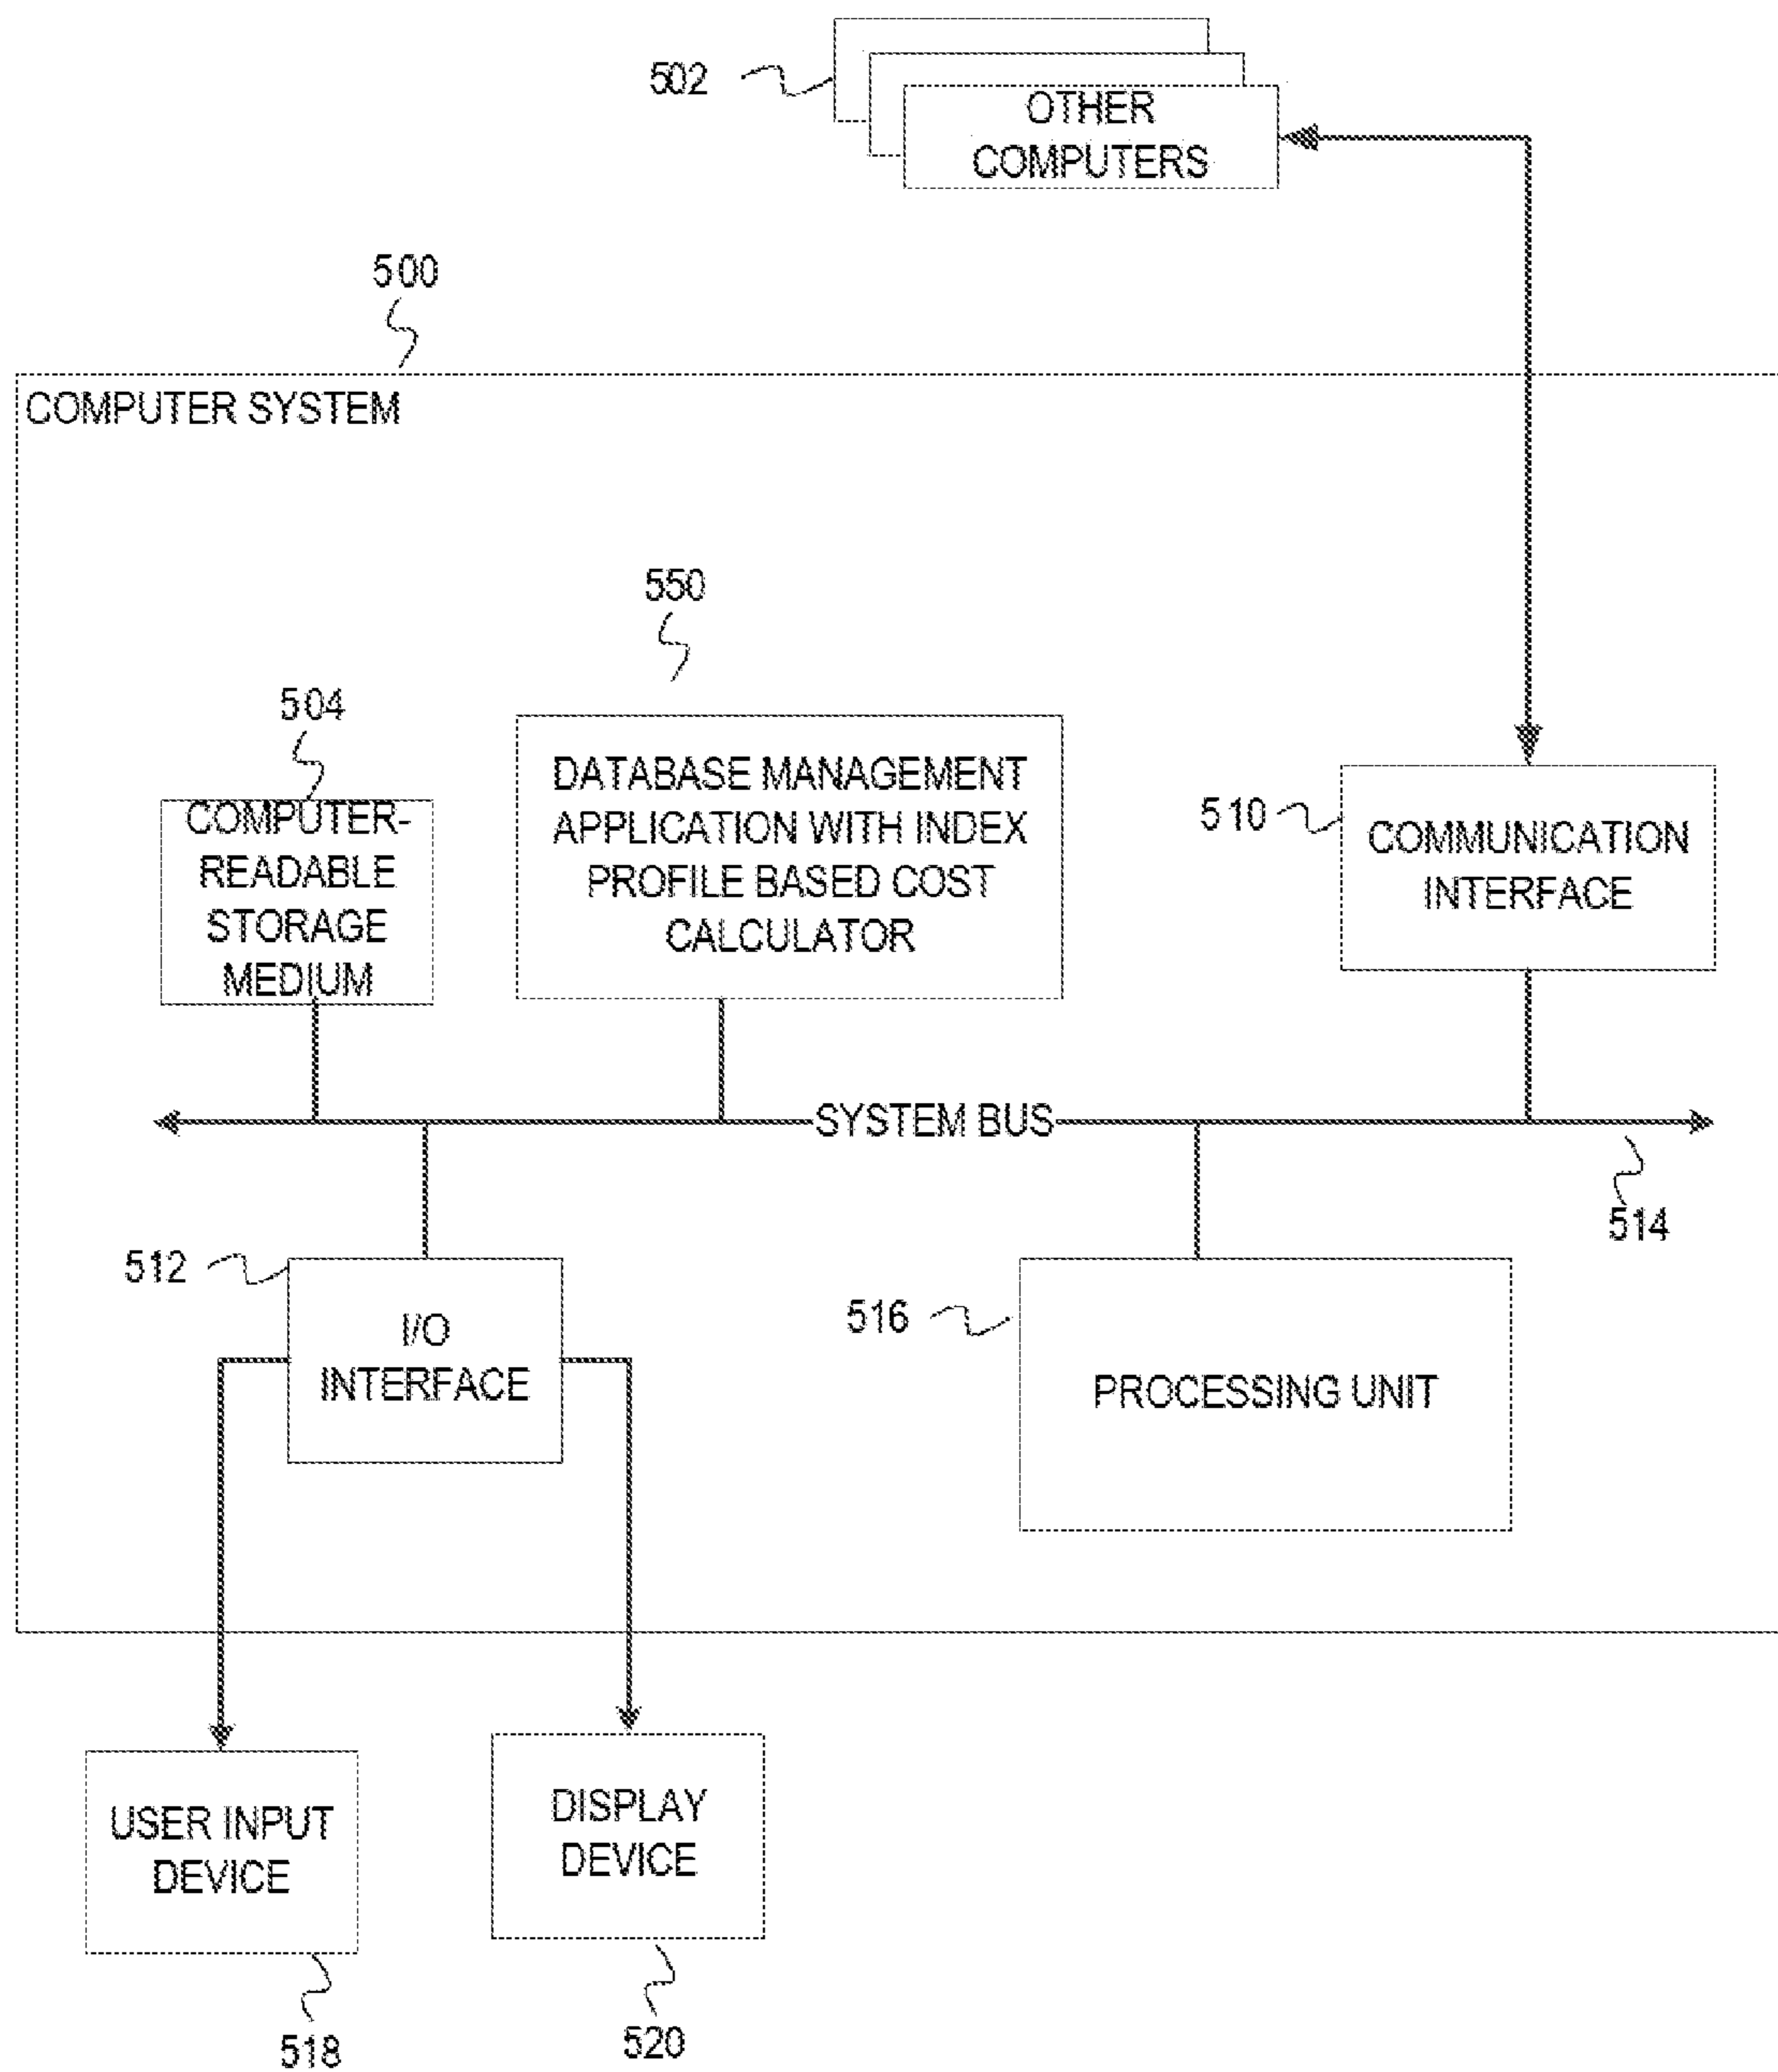 502
OTHER
COMPUTERS
500
COMPUTER SYSTEM
550
504
COMPUTER-
READABLE
STORAGE
MEDIUM
DATABASE MANAGEMENT
APPLICATION WITH INDEX
PROFILE BASED COST
CALCULATOR
510
COMMUNICATION
INTERFACE
SYSTEM BUS
514
512
I/O
INTERFACE
516
PROCESSING UNIT
USER INPUT
DEVICE
DISPLAY
DEVICE
518
520